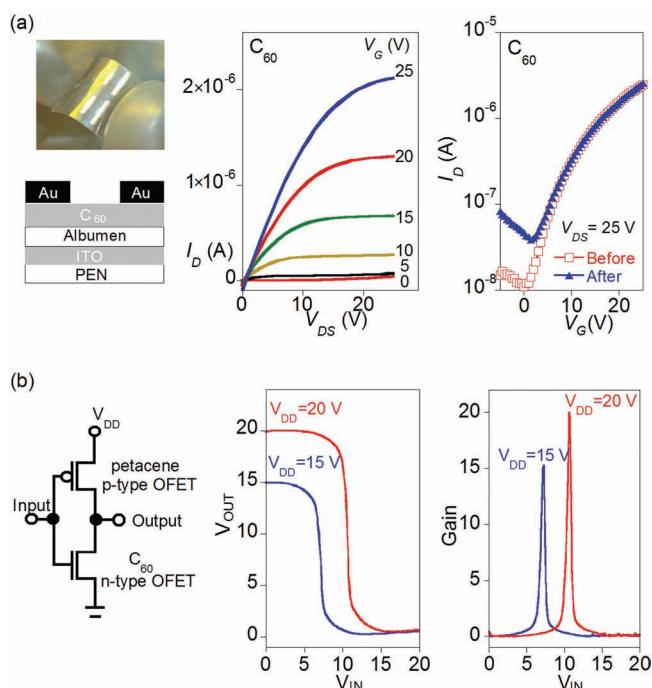 (a)
Au
Au
C60
Albumen
ITO
PEN
C60
VG (V)
25
20
15
10
5
0
2×10-6
1×10-6
0
ID (A)
0
10
20
VDS(V)
C60
10-5
10-6
10-7
10-8
ID (A)
VDS= 25 V
Before
After
0
10
20
VG(V)
(b)
VDD
petacene
p-type OFET
Input
Output
C60
n-type OFET
VDD=20 V
VDD=15 V
VOUT
20
15
10
5
0
0
5
10
15
20
VIN
VDD=20 V
VDD=15 V
Gain
20
15
10
5
0
0
5
10
15
20
VIN